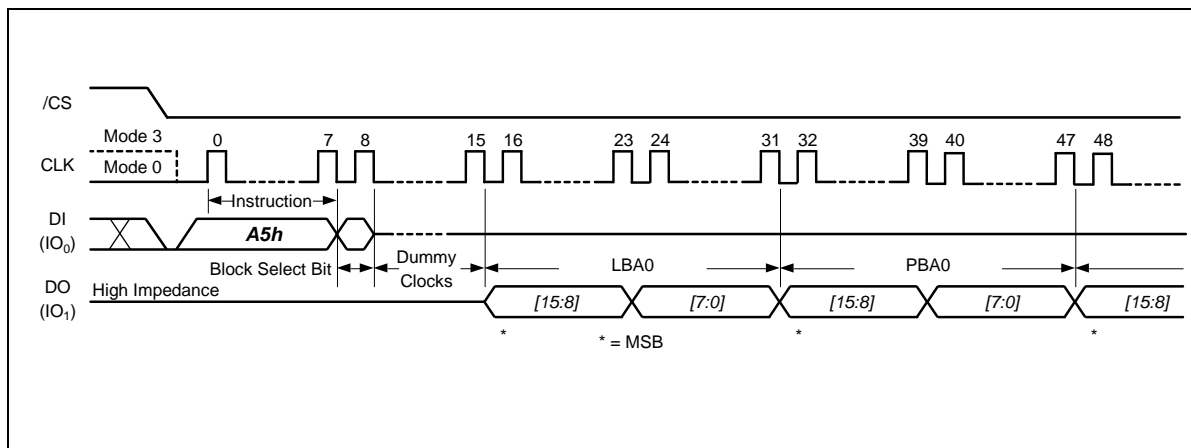 /CS
Mode 3
0 7 8 15 16 23 24 31 32 39 40 47 48
CLK
Mode 0
Instruction
DI
(IO0)
A5h
Block Select Bit
Dummy
Clocks
LBA0
PBA0
DO
(IO1)
High Impedance
[15:8] [7:0] [15:8] [7:0] [15:8]
* * = MSB * *